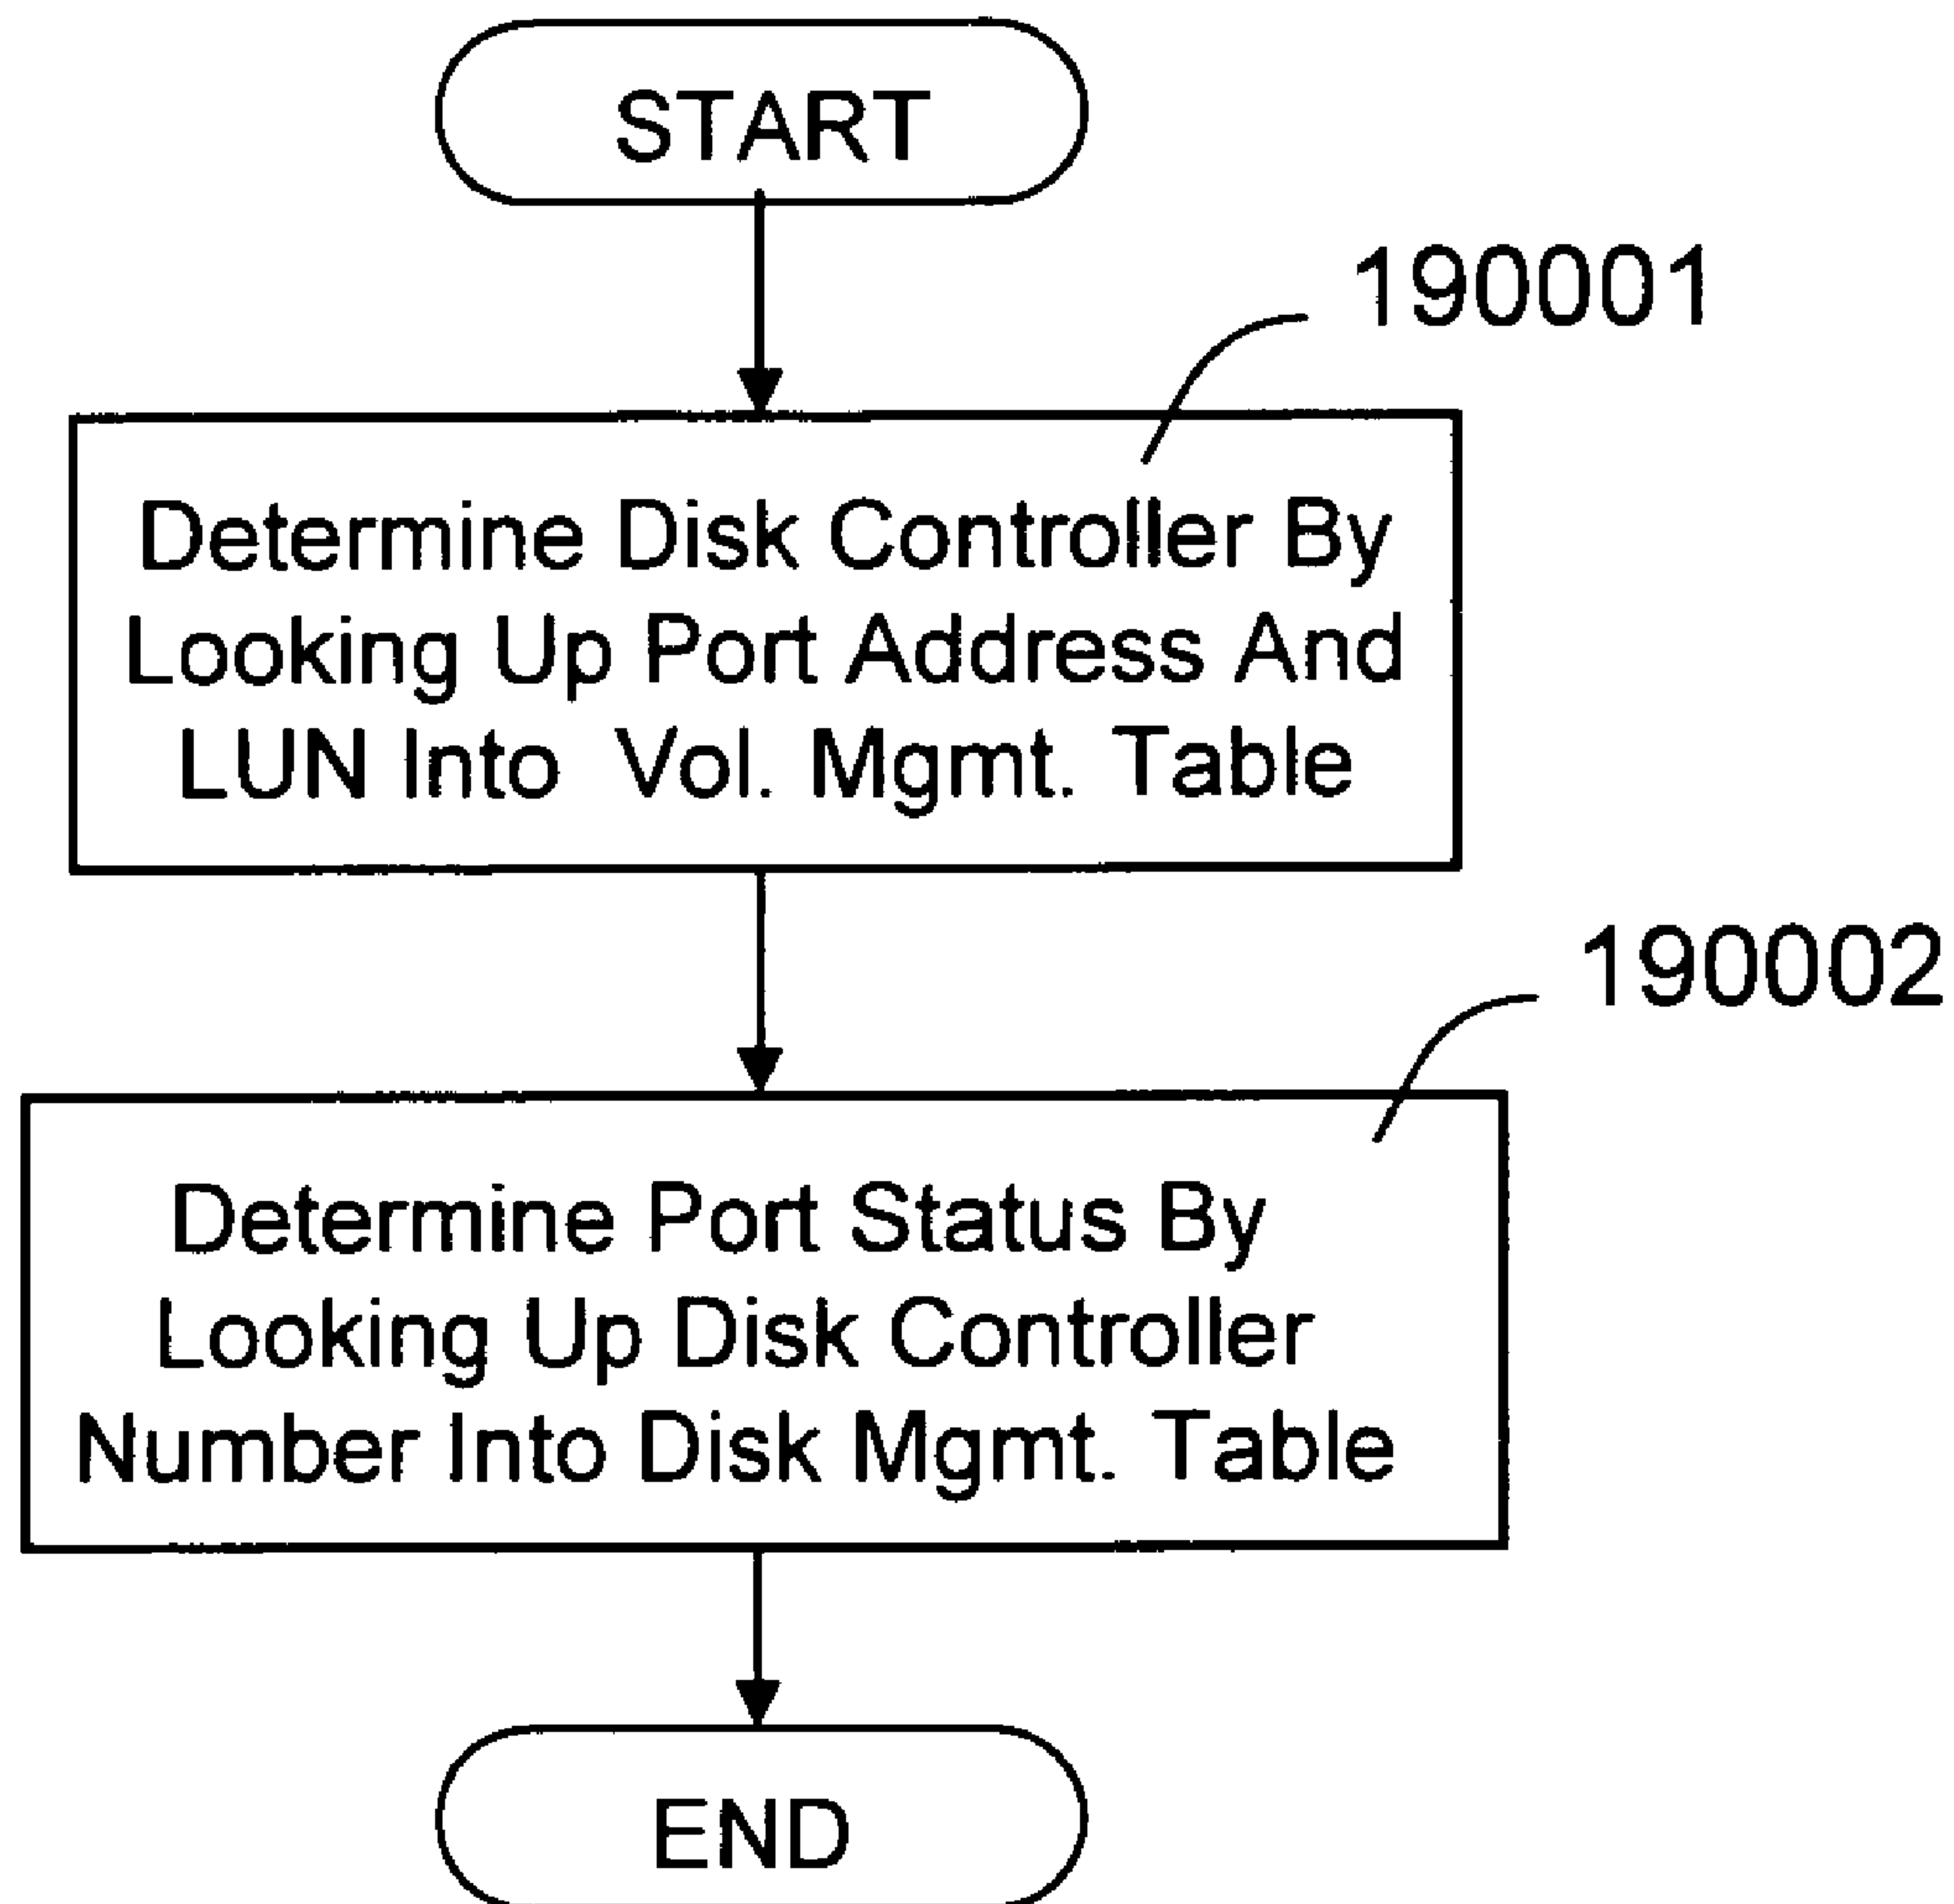 START
190001
Determine Disk Controller By
Looking Up Port Address And
LUN Into Vol. Mgmt. Table
190002
Determine Port Status By
Looking Up Disk Controller
Number Into Disk Mgmt. Table
END